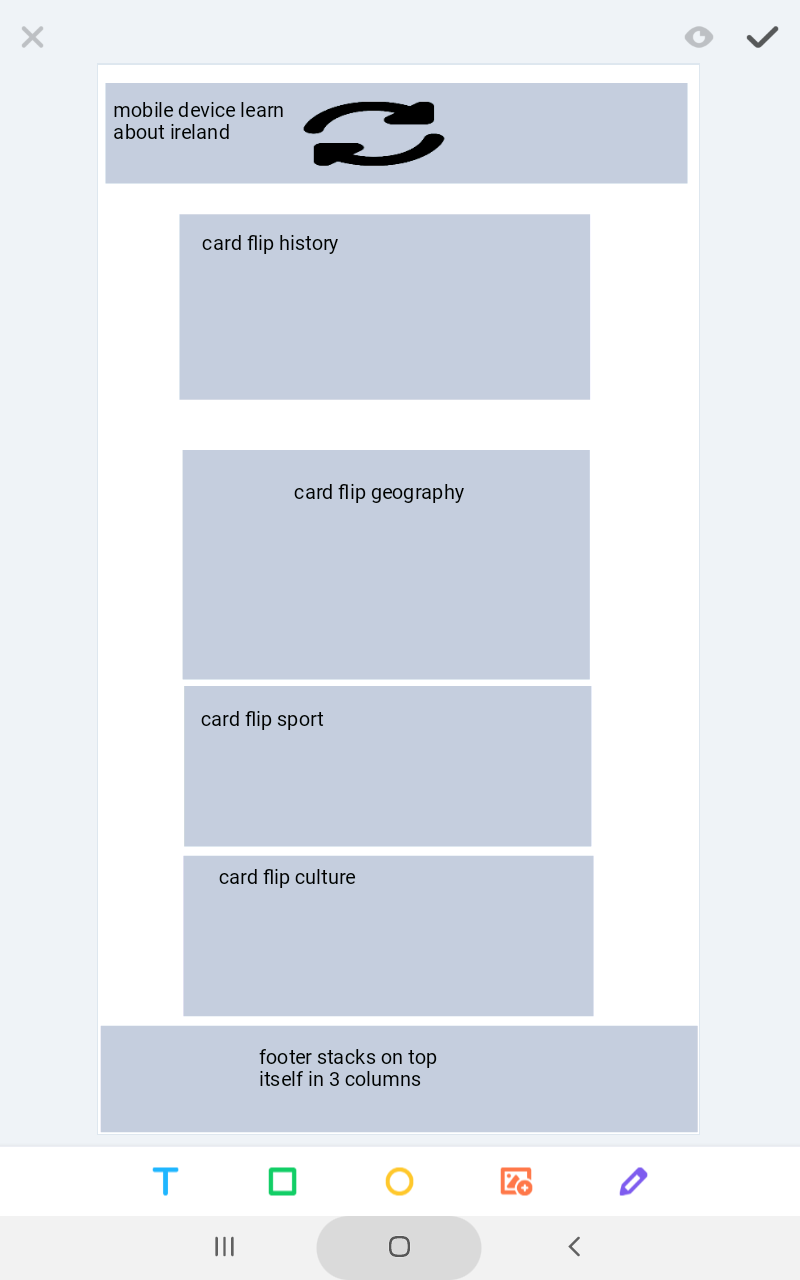 mobile device learn
about ireland
card flip history
card flip geography
card flip sport
card flip culture
footer stacks on top
itself in 3 columns
T